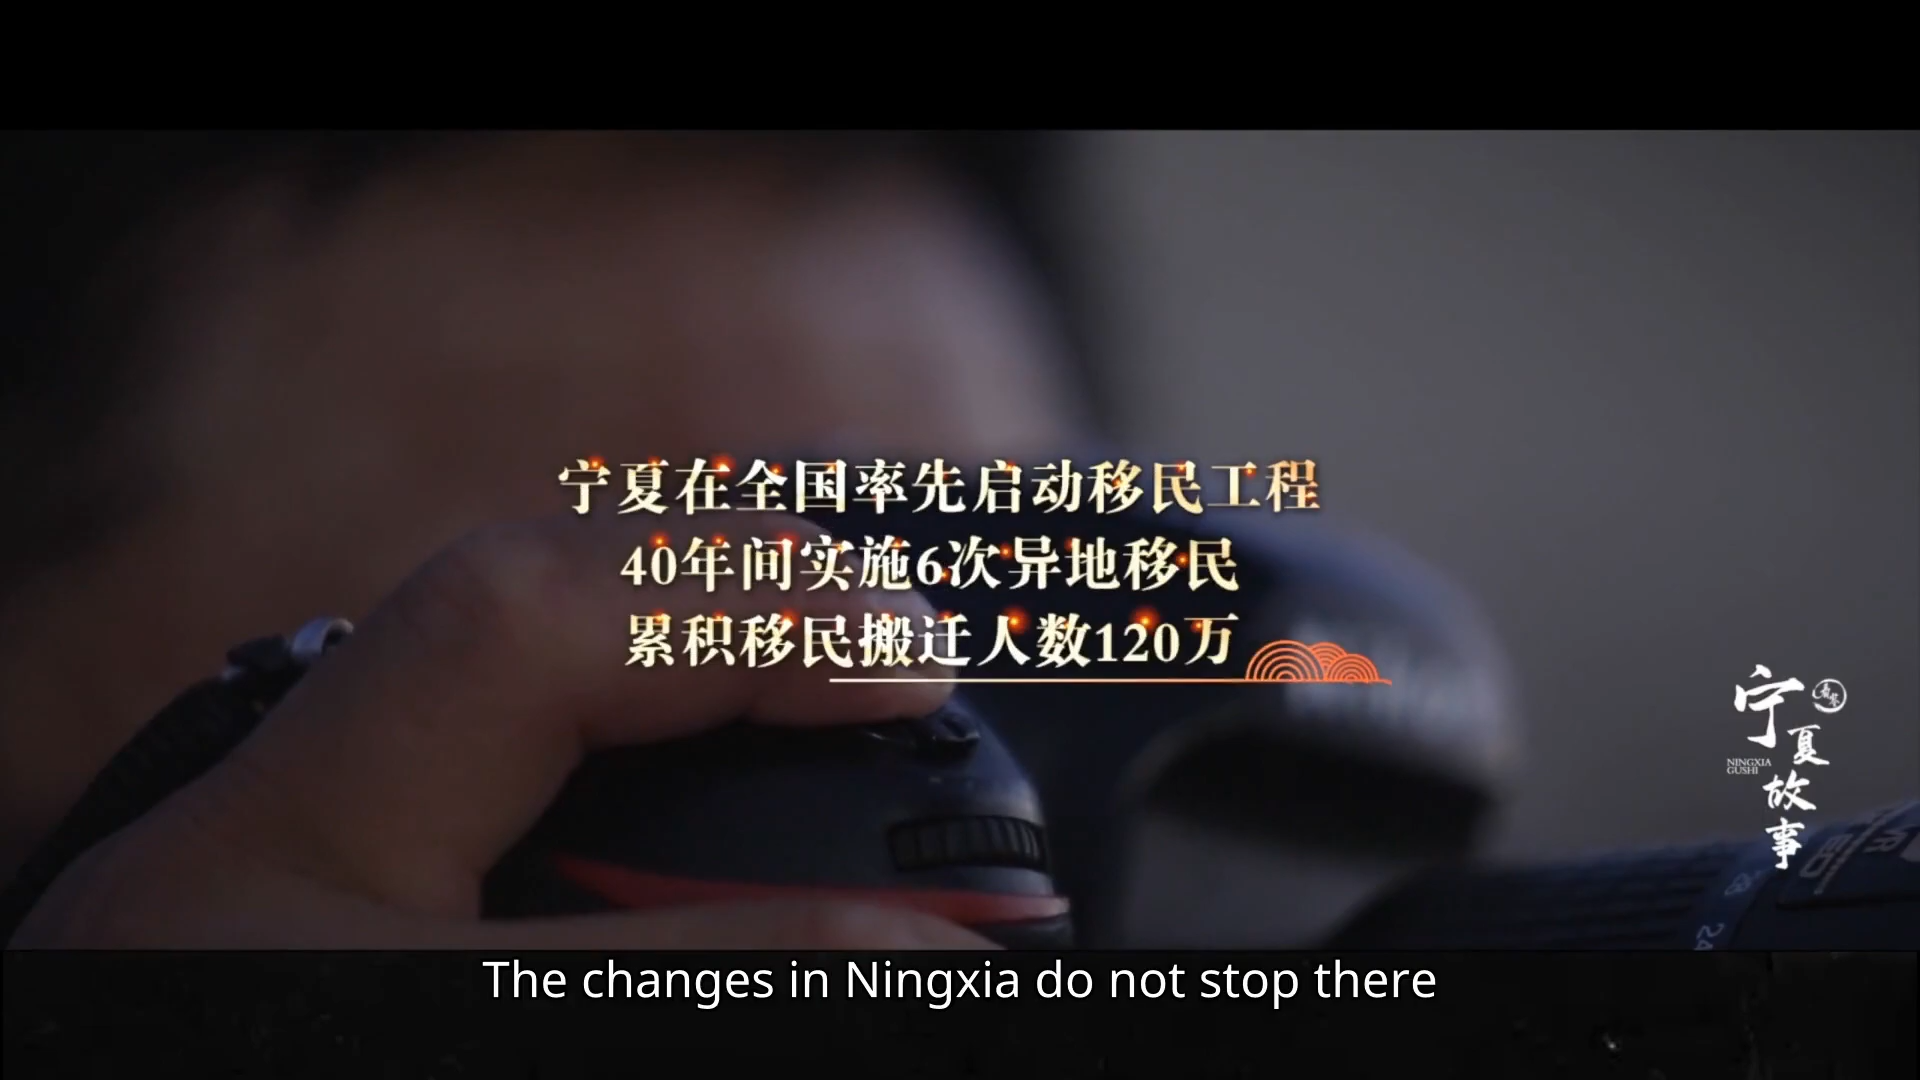 宁夏在全国率先启动移民工程
40年间实施6次异地移民
累积移民搬迁人数120万
宁夏故事
NINGXIA
GUSHI
24
The changes in Ningxia do not stop there